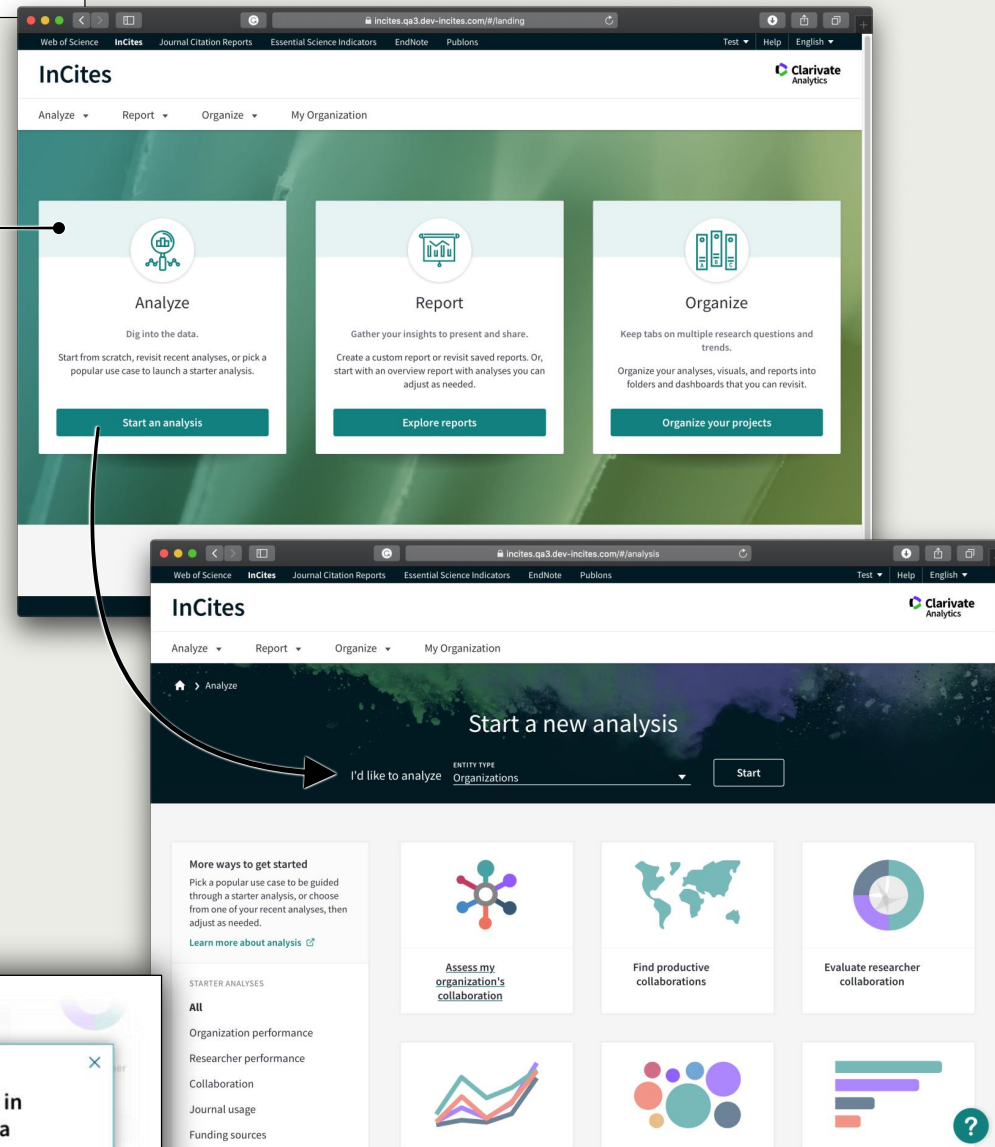 incites.qa3.dev-incites.com/#/landing
Web of Science InCites Journal Citation Reports Essential Science Indicators EndNote Publons Test Help English
InCites
Clarivate
Analytics
Analyze Report Organize My Organization
Analyze
Dig into the data.
Start from scratch, revisit recent analyses, or pick a
popular use case to launch a starter analysis.
Start an analysis
Report
Gather your insights to present and share.
Create a custom report or revisit saved reports. Or,
start with an overview report with analyses you can
adjust as needed.
Explore reports
A B C
Organize
Keep tabs on multiple research questions and
trends.
Organize your analyses, visuals, and reports into
folders and dashboards that you can revisit.
Organize your projects
incites.qa3.dev-incites.com/#/analysis
Web of Science InCites Journal Citation Reports Essential Science Indicators EndNote Publons Test Help English
InCites
Clarivate
Analytics
Analyze Report Organize My Organization
> Analyze
Start a new analysis
I'd like to analyze
ENTITY TYPE
Organizations
Start
More ways to get started
Pick a popular use case to be guided
through a starter analysis, or choose
from one of your recent analyses, then
adjust as needed.
Learn more about analysis
STARTER ANALYSES
All
Organization performance
Researcher performance
Collaboration
Journal usage
Funding sources
Assess my
organization's
collaboration
Find productive
collaborations
Evaluate researcher
collaboration
?
in
a